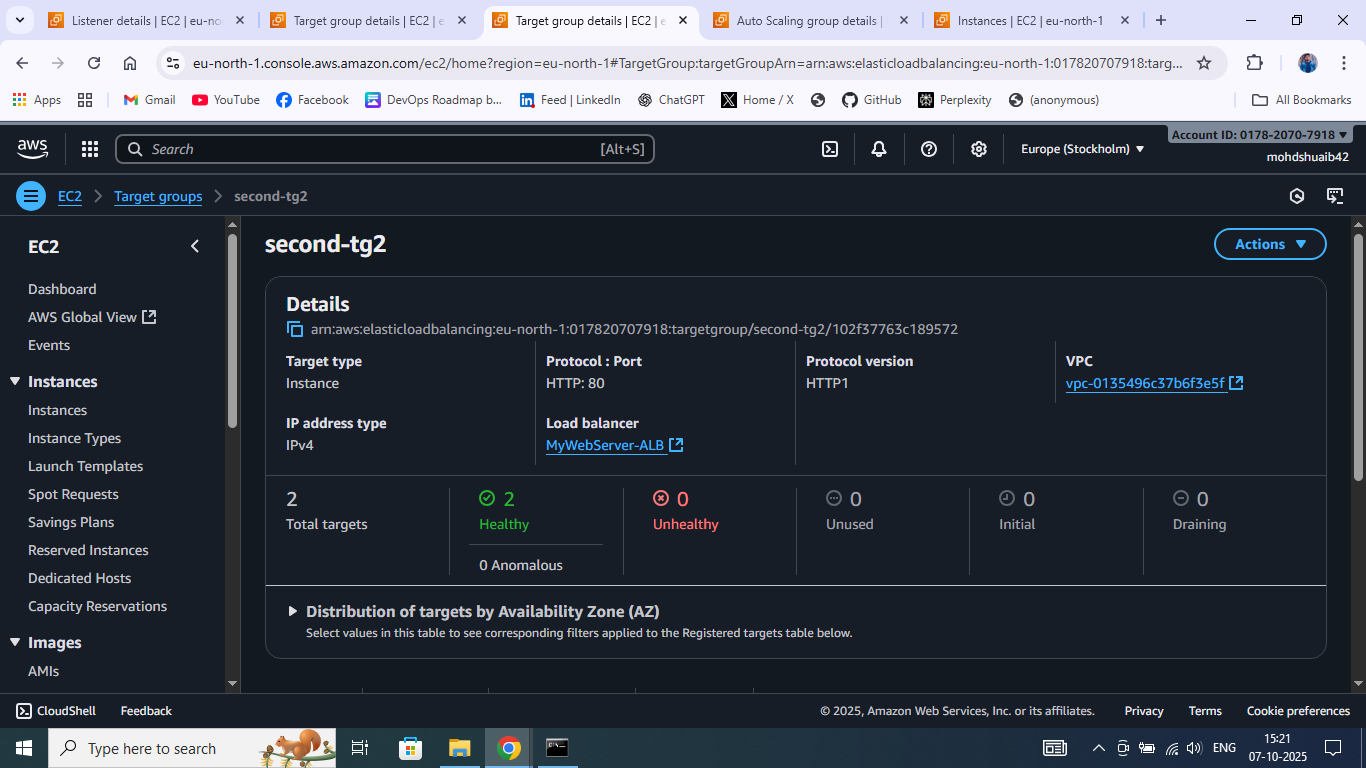 Listener details | EC2 | eu-no
Target group details | EC2 | e
Target group details | EC2 | e
Auto Scaling group details |
Instances | EC2 | eu-north-1
eu-north-1.console.aws.amazon.com/ec2/home?region=eu-north-1#TargetGroup:targetGroupArn=arn:aws:elasticloadbalancing:eu-north-1:017820707918:targ...
Apps
Gmail
YouTube
Facebook
DevOps Roadmap b...
Feed | LinkedIn
ChatGPT
Home / X
GitHub
Perplexity
(anonymous)
All Bookmarks
aws
Search
[Alt+S]
Europe (Stockholm)
Account ID: 0178-2070-7918
mohdshuaib42
EC2
Target groups
second-tg2
EC2
Dashboard
AWS Global View
Events
Instances
Instances
Instance Types
Launch Templates
Spot Requests
Savings Plans
Reserved Instances
Dedicated Hosts
Capacity Reservations
Images
AMIs
second-tg2
Actions
Details
arn:aws:elasticloadbalancing:eu-north-1:017820707918:targetgroup/second-tg2/102f37763c189572
Target type
Instance
Protocol : Port
HTTP: 80
Protocol version
HTTP1
VPC
vpc-0135496c37b6f3e5f
IP address type
IPv4
Load balancer
MyWebServer-ALB
2
Total targets
2
Healthy
0 Anomalous
0
Unhealthy
0
Unused
0
Initial
0
Draining
Distribution of targets by Availability Zone (AZ)
Select values in this table to see corresponding filters applied to the Registered targets table below.
CloudShell
Feedback
© 2025, Amazon Web Services, Inc. or its affiliates.
Privacy
Terms
Cookie preferences
Type here to search
ENG
15:21
07-10-2025